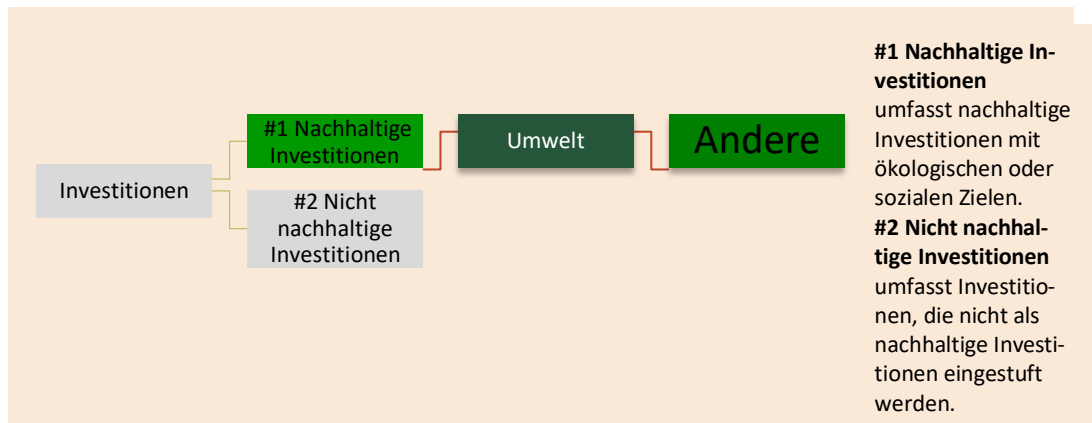 Investitionen
#1 Nachhaltige
Investitionen
#2 Nicht
nachhaltige
Investitionen
Umwelt
Andere
#1 Nachhaltige In-
vestitionen
umfasst nachhaltige
Investitionen mit
ökologischen oder
sozialen Zielen.
#2 Nicht nachhal-
tige Investitionen
umfasst Investitio-
nen, die nicht als
nachhaltige Investi-
tionen eingestuft
werden.